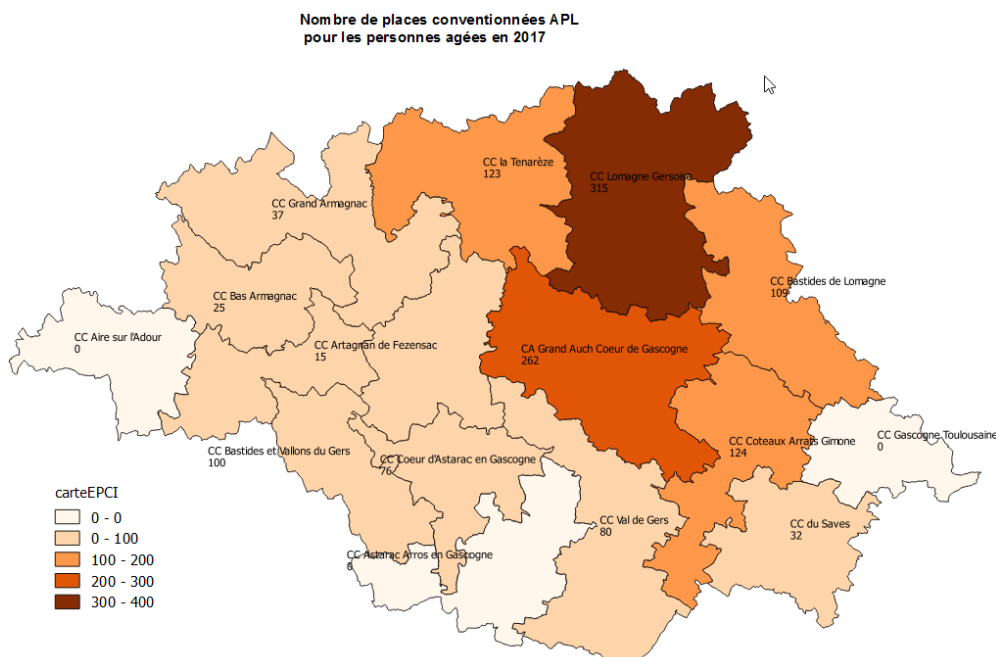 Nombre de places conventionnées APL
pour les personnes agées en 2017
CC la Tenarèze
123
CC Lomagne Gersoise
315
CC Grand Armagnac
37
CC Bastides de Lomagne
109
CC Bas Armagnac
25
CC Aire sur l'Adour
0
CC Artagnan de Fezensac
15
CA Grand Auch Coeur de Gascogne
262
CC Coteaux Arrats Gimone
124
CC Gascogne Toulousaine
0
CC Bastides et Vallons du Gers
100
CC Coeur d'Astarac en Gascogne
76
CC Val de Gers
80
CC du Saves
32
CC Astarac Arros en Gascogne
carteEPCI
0 - 0
0 - 100
100 - 200
200 - 300
300 - 400